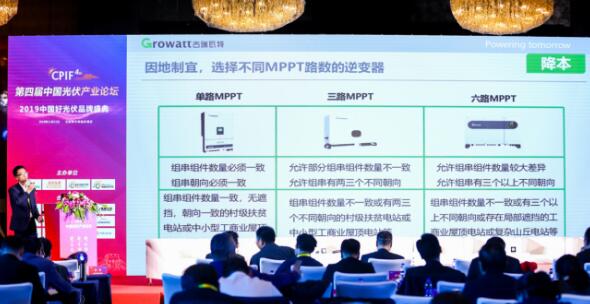 CPIF 4th
第四届中国光伏产业论坛
2019中国好光伏品牌盛典
主办单位
Growatt 古瑞瓦特
Powering tomorrow
因地制宜，选择不同MPPT路数的逆变器
降本
单路MPPT
三路MPPT
六路MPPT
组串组件数量必须一致
组串朝向必须一致
允许部分组串组件数量不一致
允许组串有两三个不同朝向
允许组串组件数量较大差异
允许组串有三个以上不同朝向
组串组件数量一致，无遮
挡，朝向一致的村级扶贫
电站或中小型工商业屋顶
组串组件数量不一致或有两三
个不同朝向的村级扶贫电站或
中小型工商业屋顶电站等
组串组件数量不一致或有三个以
上不同朝向或存在局部遮挡的工
商业屋顶电站或复杂山丘电站等